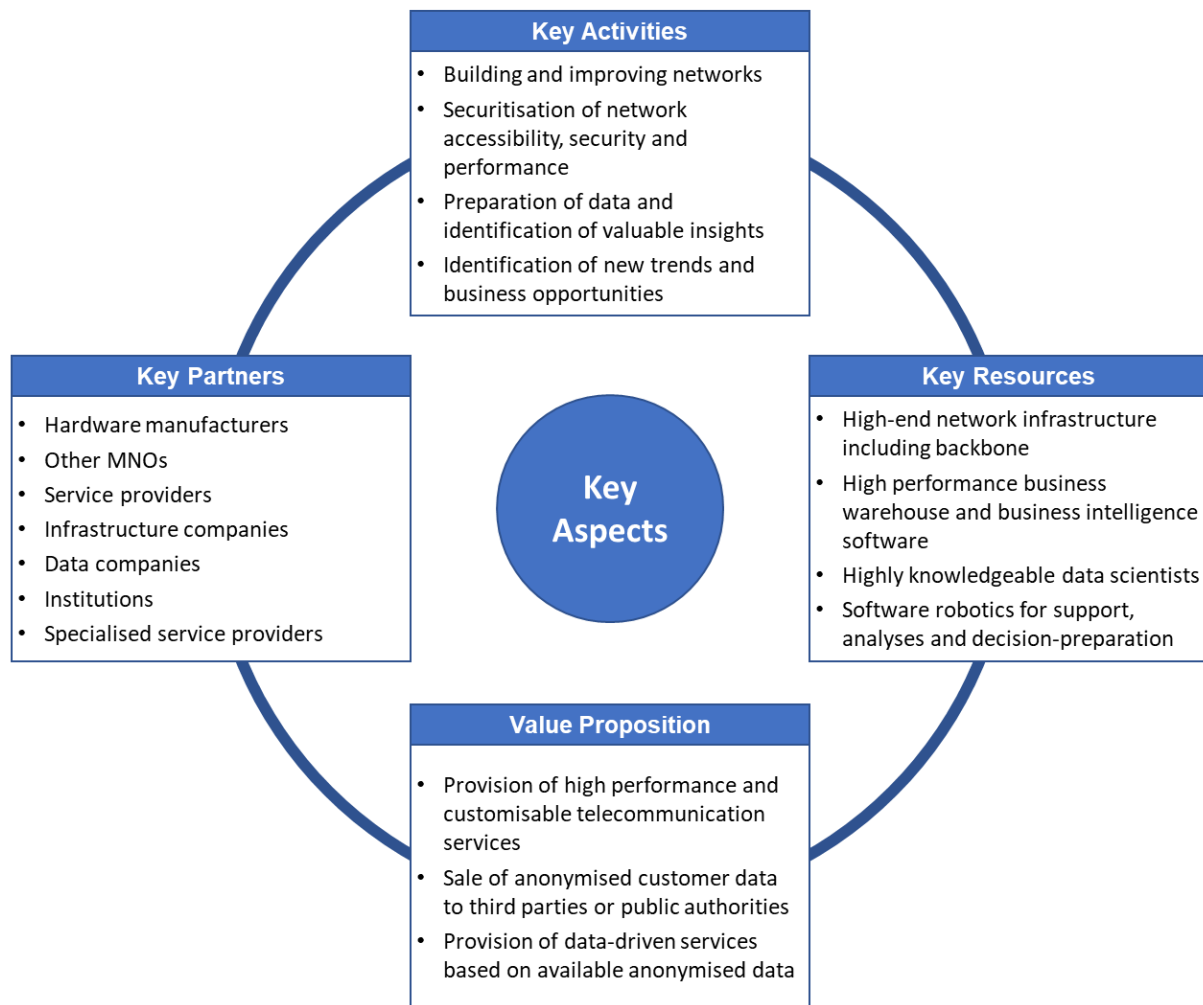 Key Activities
• Building and improving networks
• Securitisation of network
accessibility, security and
performance
• Preparation of data and
identification of valuable insights
• Identification of new trends and
business opportunities
Key Partners
• Hardware manufacturers
• Other MNOs
• Service providers
• Infrastructure companies
• Data companies
• Institutions
• Specialised service providers
Key
Aspects
Key Resources
• High-end network infrastructure
including backbone
• High performance business
warehouse and business intelligence
software
• Highly knowledgeable data scientists
• Software robotics for support,
analyses and decision-preparation
Value Proposition
• Provision of high performance and
customisable telecommunication
services
• Sale of anonymised customer data
to third parties or public authorities
• Provision of data-driven services
based on available anonymised data